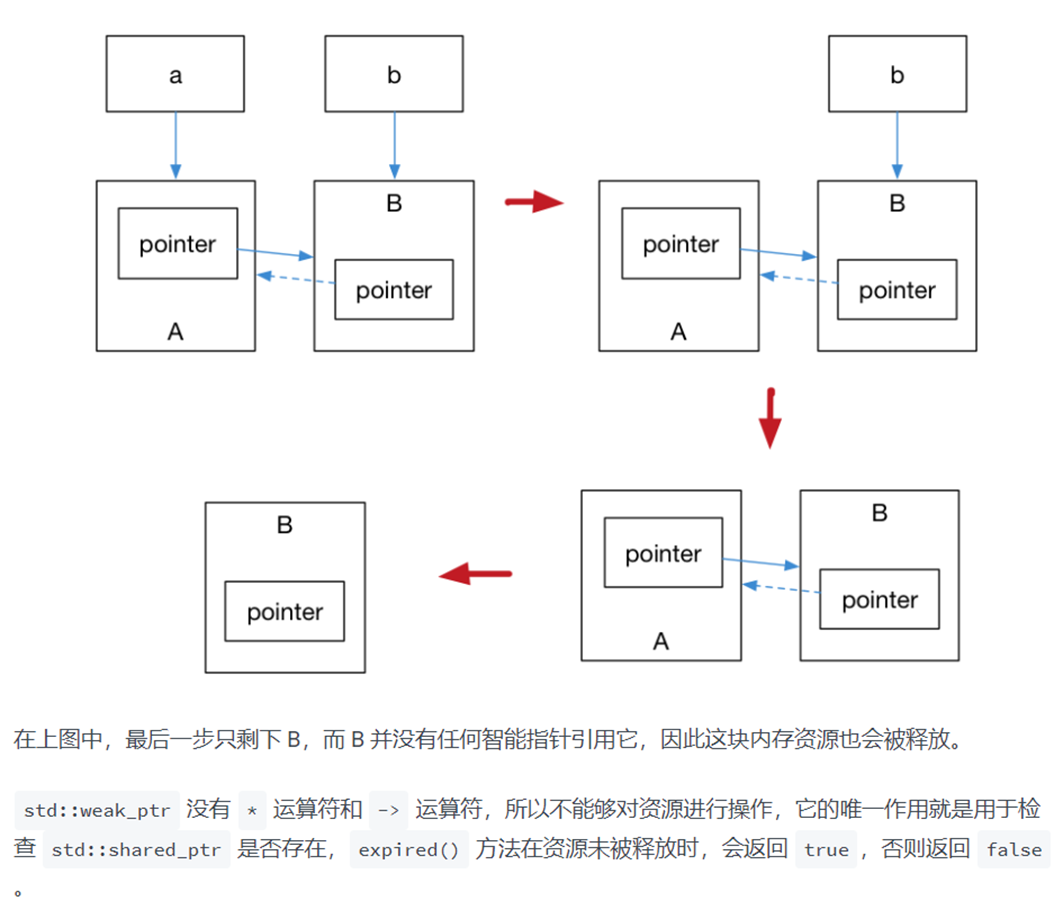 a
b
b
B
B
pointer
pointer
pointer
pointer
A
A
B
B
pointer
pointer
pointer
A
在上图中，最后一步只剩下 B，而 B 并没有任何智能指针引用它，因此这块内存资源也会被释放。
std::weak_ptr 没有 * 运算符和 -> 运算符，所以不能够对资源进行操作，它的唯一作用就是用于检
查 std::shared_ptr 是否存在， expired() 方法在资源未被释放时，会返回 true ，否则返回 false
。